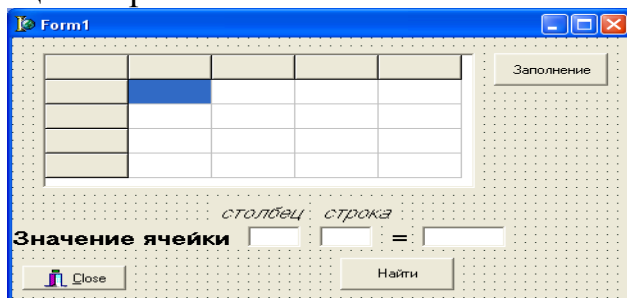 Form1
Заполнение
столбец строка
Значение ячейки =
Close
Найти